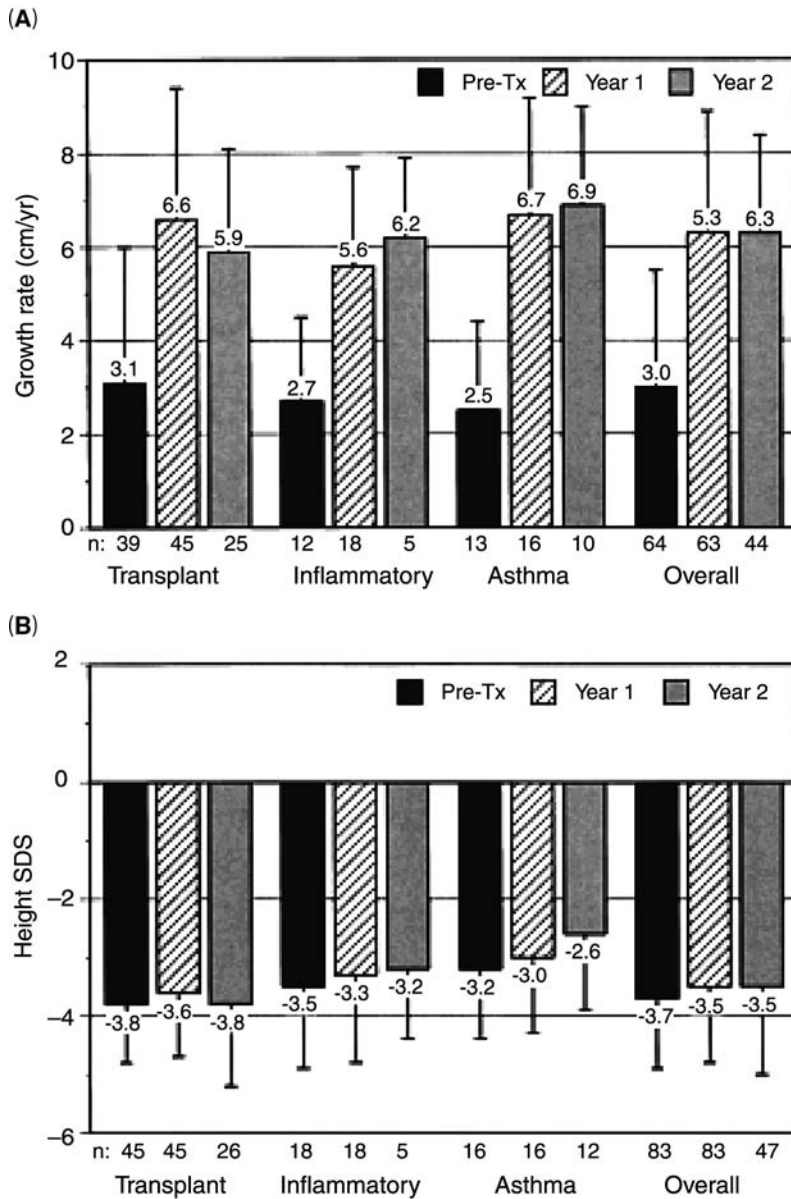 (A)
10
Pre-Tx Year 1 Year 2
8
6.6 6.7 6.9
6.2 6.3
5.9
5.6 5.3
6
Growth rate (cm/yr)
4
3.1 2.7 2.5 3.0
2
0
n: 39 45 25 12 18 5 13 16 10 64 63 44
Transplant Inflammatory Asthma Overall
(B)
2
Pre-Tx Year 1 Year 2
0
Height SDS
–2
-3.8 -3.6 -3.8 -3.5 -3.3 -3.2 -3.2 -3.0 -2.6 -3.7 -3.5 -3.5
–4
–6
n: 45 45 26 18 18 5 16 16 12 83 83 47
Transplant Inflammatory Asthma Overall